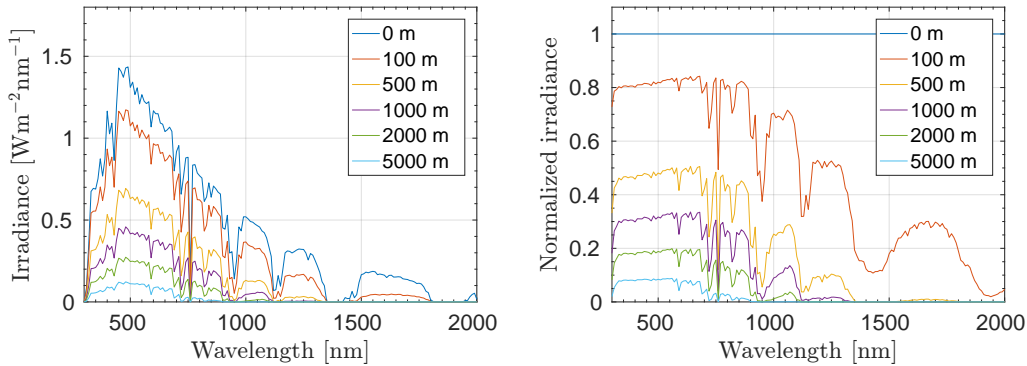 Irradiance [Wm−2nm−1]
1.5
1
0.5
0
500
1000
1500
2000
Wavelength [nm]
0 m
100 m
500 m
1000 m
2000 m
5000 m
Normalized irradiance
1
0.8
0.6
0.4
0.2
0
500
1000
1500
2000
Wavelength [nm]
0 m
100 m
500 m
1000 m
2000 m
5000 m